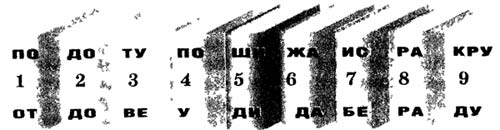 ПО ДО ТУ ПО ШИ ЖА ИС РА КРУ
1 2 3 4 5 6 7 8 9
ОТ ДО ВЕ У ДИ ДА БЕ РА ДУ